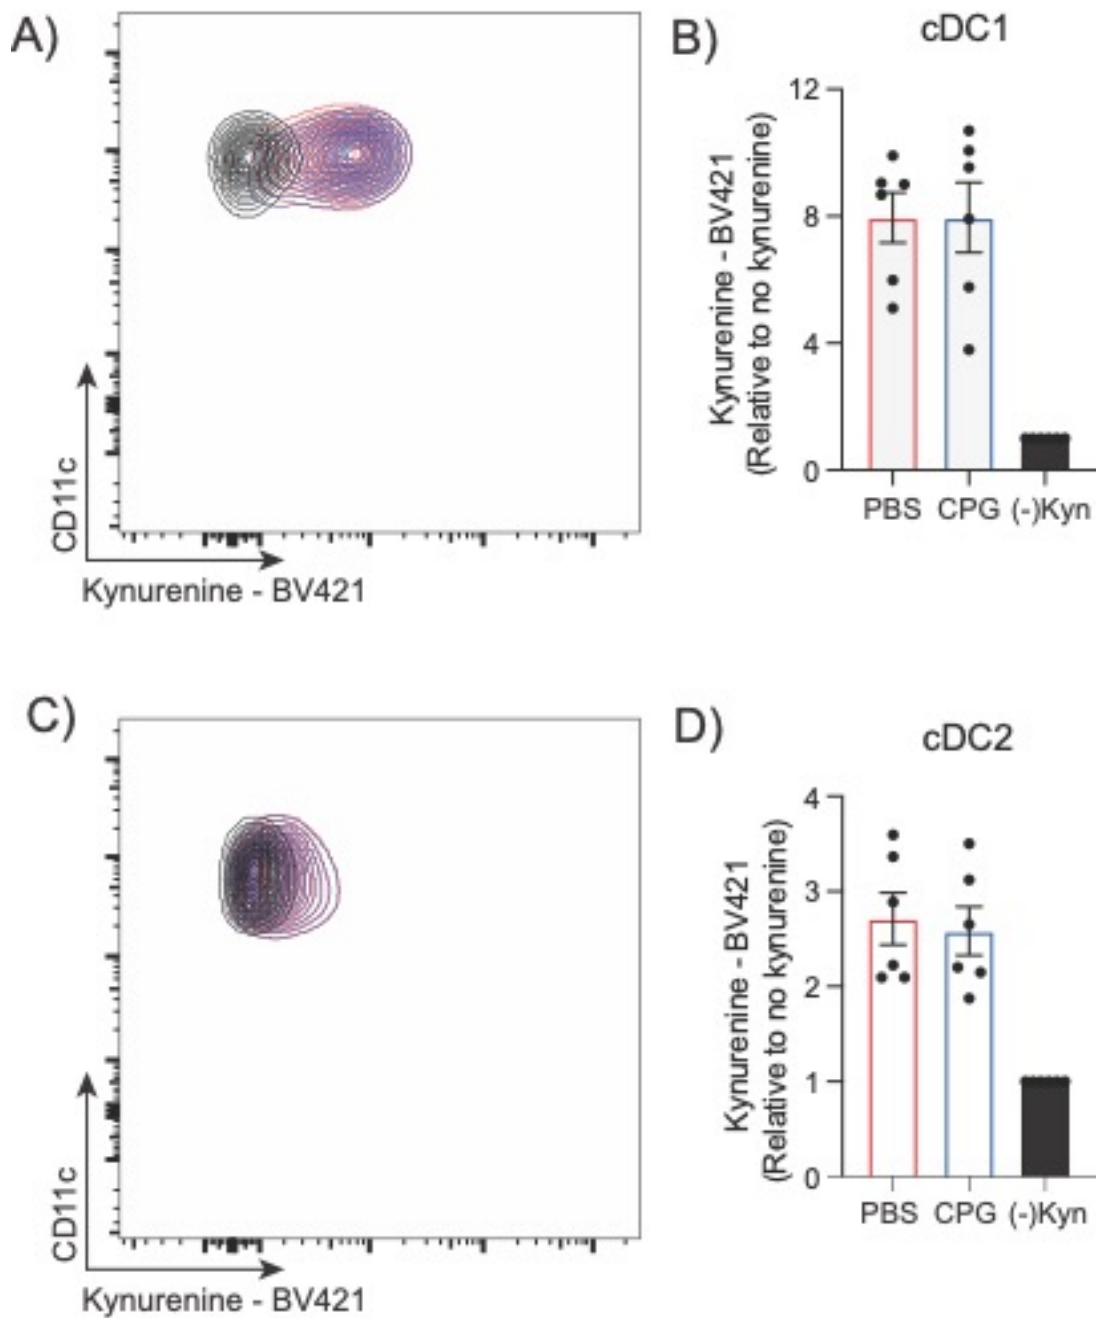 A)
CD11c
Kynurenine - BV421
B)
cDC1
Kynurenine - BV421
(Relative to no kynurenine)
12
8
4
0
PBS CPG (-)Kyn
C)
CD11c
Kynurenine - BV421
D)
cDC2
Kynurenine - BV421
(Relative to no kynurenine)
4
3
2
1
0
PBS CPG (-)Kyn